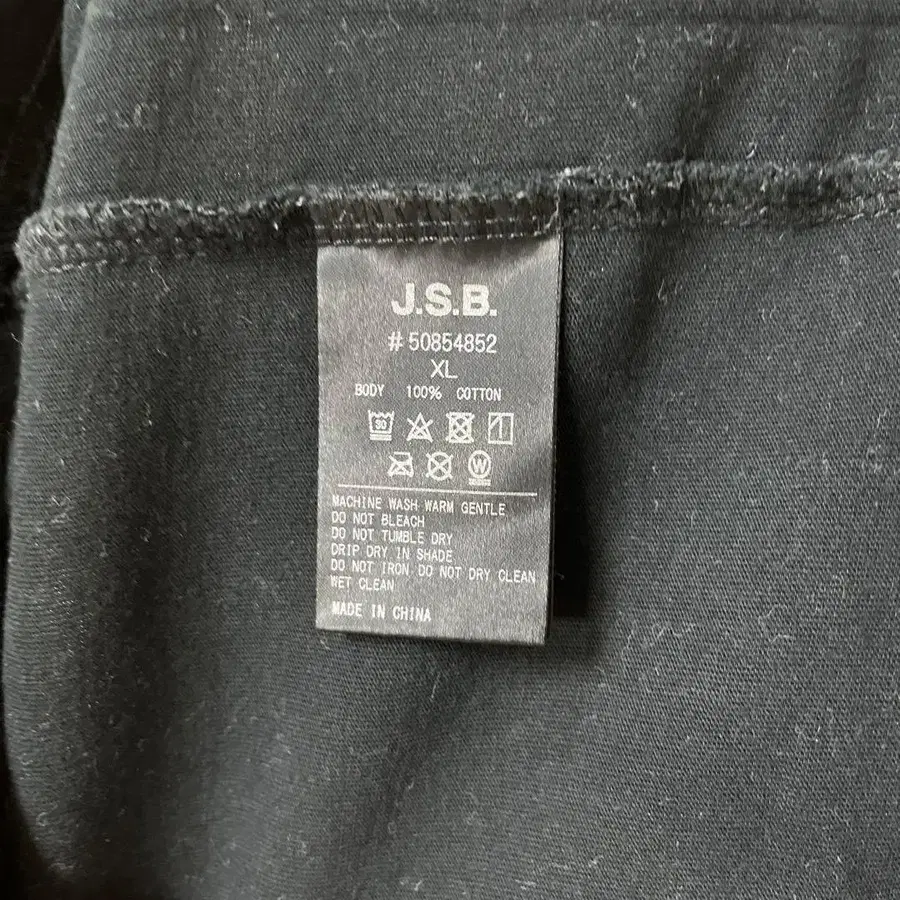 J.S.B.
# 50854852
XL
BODY 100% COTTON
30
W
MACHINE WASH WARM GENTLE
DO NOT BLEACH
DO NOT TUMBLE DRY
DRIP DRY IN SHADE
DO NOT IRON DO NOT DRY CLEAN
WET CLEAN
MADE IN CHINA